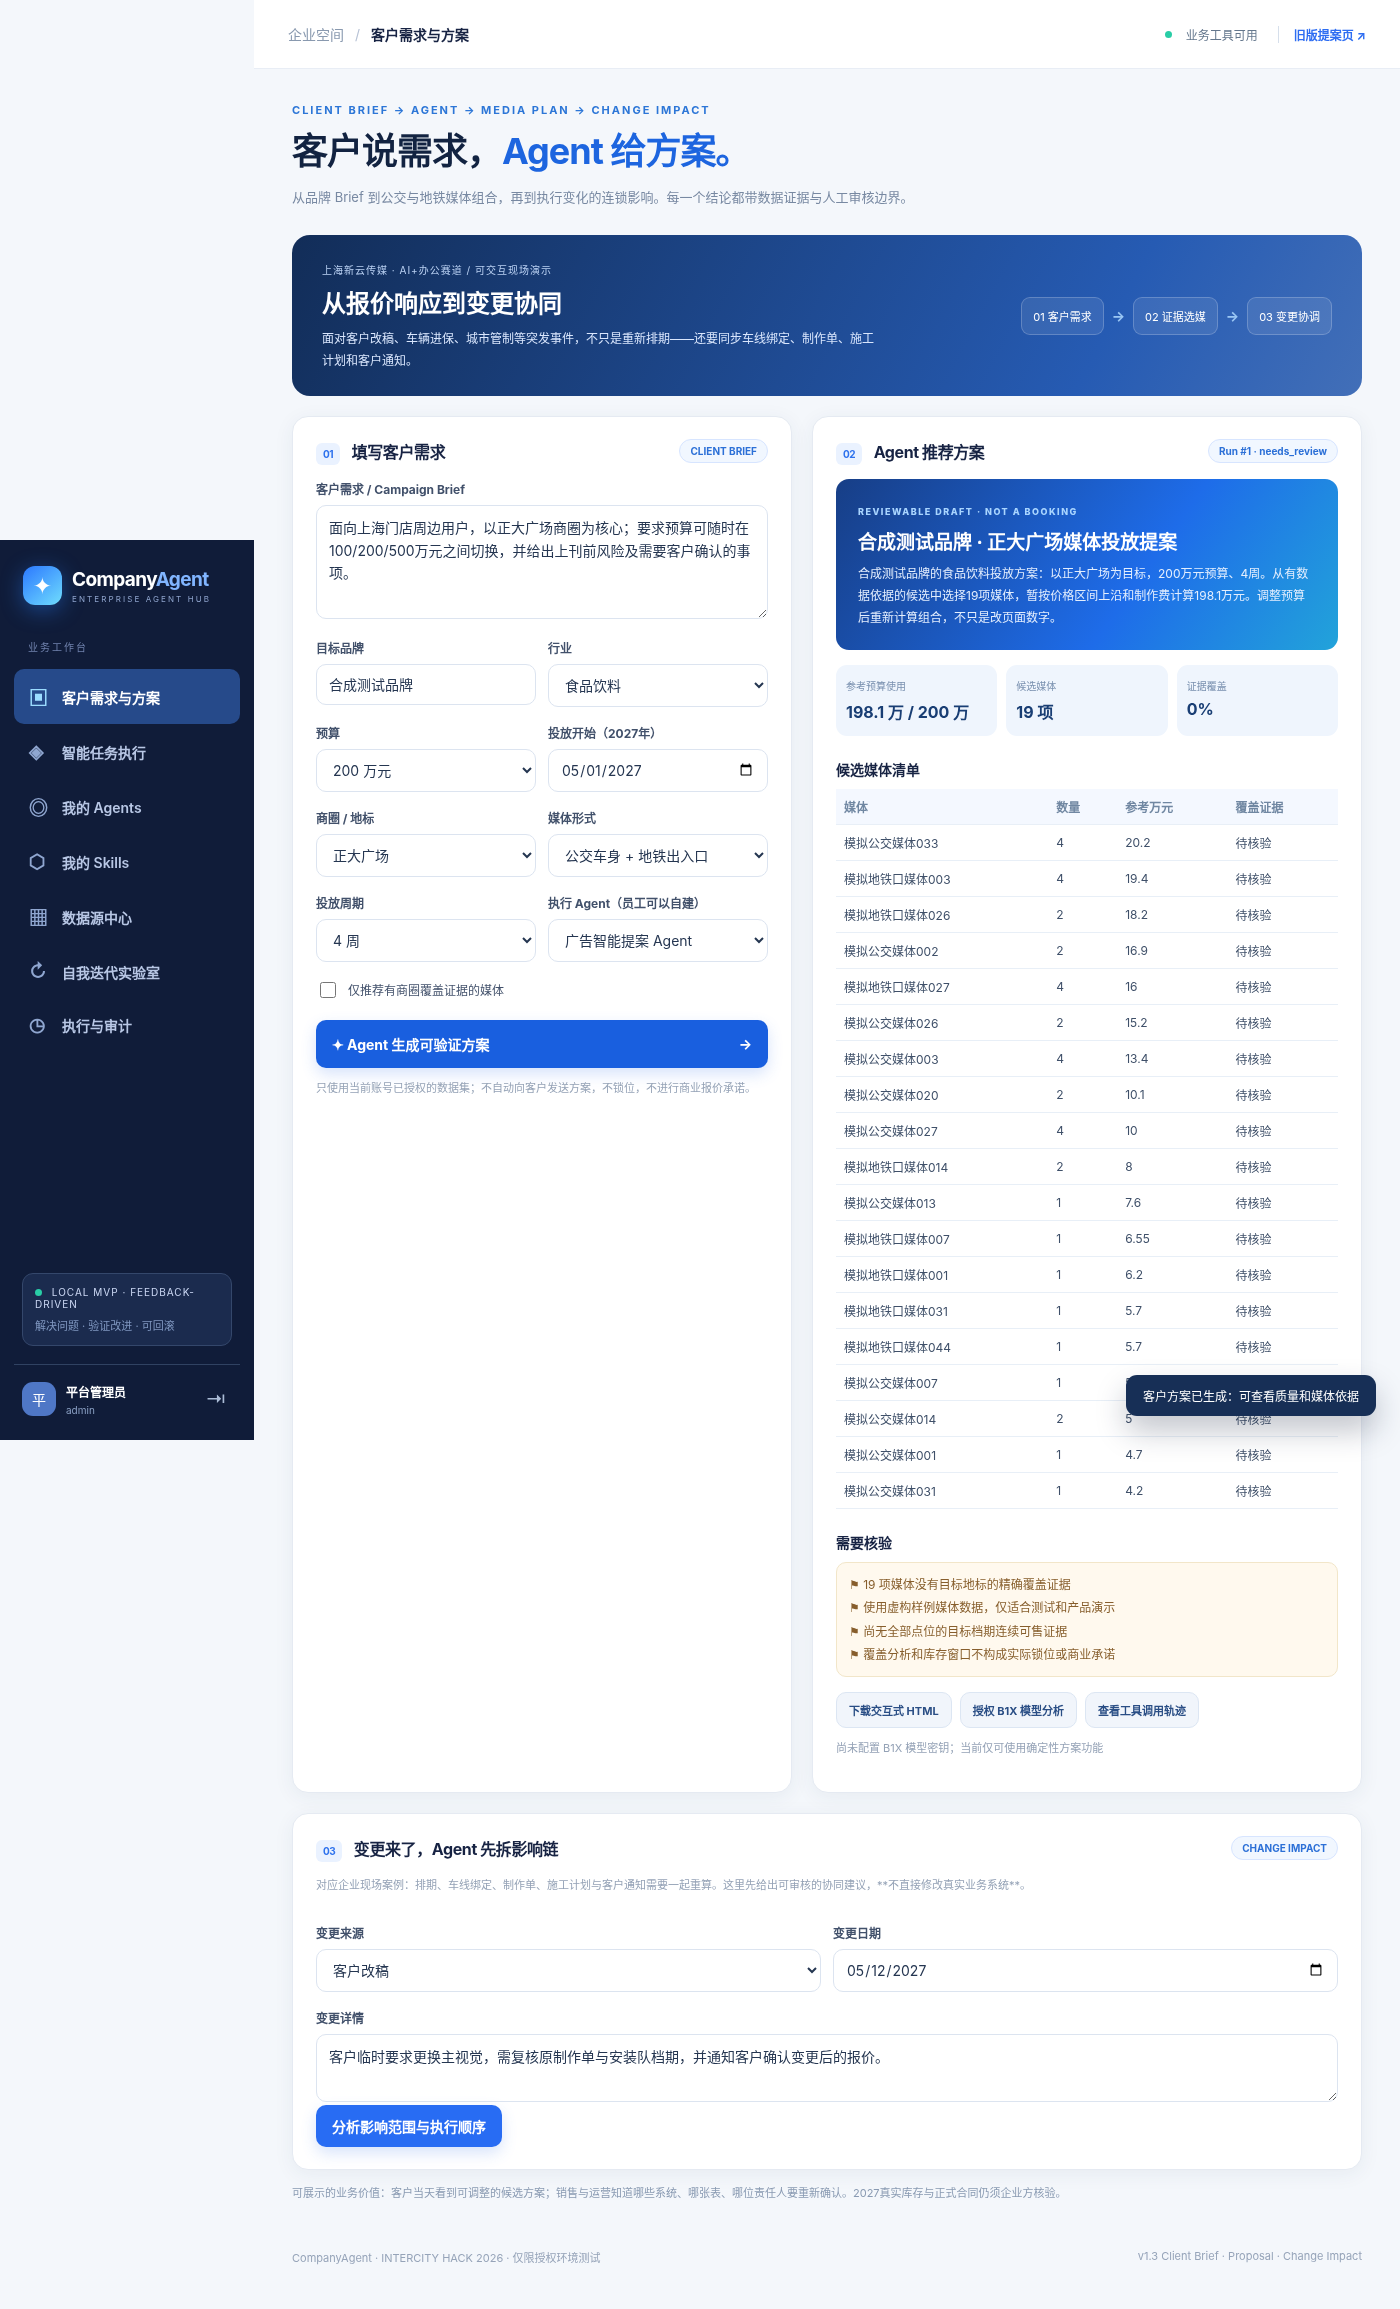 企业空间 / 客户需求与方案
业务工具可用
旧版提案页 ↗
CLIENT BRIEF → AGENT → MEDIA PLAN → CHANGE IMPACT
客户说需求，Agent 给方案。
从品牌 Brief 到公交与地铁媒体组合，再到执行变化的连锁影响。每一个结论都带数据证据与人工审核边界。
上海新云传媒 · AI+办公赛道 / 可交互现场演示
从报价响应到变更协同
面对客户改稿、车辆进保、城市管制等突发事件，不只是重新排期——还要同步车线绑定、制作单、施工
计划和客户通知。
01 客户需求 → 02 证据选媒 → 03 变更协调
CompanyAgent
ENTERPRISE AGENT HUB
业务工作台
客户需求与方案
智能任务执行
我的 Agents
我的 Skills
数据源中心
自我迭代实验室
执行与审计
LOCAL MVP · FEEDBACK-
DRIVEN
解决问题 · 验证改进 · 可回滚
平
平台管理员
admin
01 填写客户需求
CLIENT BRIEF
客户需求 / Campaign Brief
面向上海门店周边用户，以正大广场商圈为核心；要求预算可随时在
100/200/500万元之间切换，并给出上刊前风险及需要客户确认的事
项。
目标品牌 行业
合成测试品牌 食品饮料
预算 投放开始（2027年）
200 万元 05/01/2027
商圈 / 地标 媒体形式
正大广场 公交车身 + 地铁出入口
投放周期 执行 Agent（员工可以自建）
4 周 广告智能提案 Agent
仅推荐有商圈覆盖证据的媒体
✦ Agent 生成可验证方案 →
只使用当前账号已授权的数据集；不自动向客户发送方案，不锁位，不进行商业报价承诺。
02 Agent 推荐方案
Run #1 · needs_review
REVIEWABLE DRAFT · NOT A BOOKING
合成测试品牌 · 正大广场媒体投放提案
合成测试品牌的食品饮料投放方案：以正大广场为目标，200万元预算、4周。从有数
据依据的候选中选择19项媒体，暂按价格区间上沿和制作费计算198.1万元。调整预算
后重新计算组合，不只是改页面数字。
参考预算使用 候选媒体 证据覆盖
198.1 万 / 200 万 19 项 0%
候选媒体清单
媒体 数量 参考万元 覆盖证据
模拟公交媒体033 4 20.2 待核验
模拟地铁口媒体003 4 19.4 待核验
模拟地铁口媒体026 2 18.2 待核验
模拟公交媒体002 2 16.9 待核验
模拟地铁口媒体027 4 16 待核验
模拟公交媒体026 2 15.2 待核验
模拟公交媒体003 4 13.4 待核验
模拟公交媒体020 2 10.1 待核验
模拟公交媒体027 4 10 待核验
模拟地铁口媒体014 2 8 待核验
模拟公交媒体013 1 7.6 待核验
模拟地铁口媒体007 1 6.55 待核验
模拟地铁口媒体001 1 6.2 待核验
模拟地铁口媒体031 1 5.7 待核验
模拟地铁口媒体044 1 5.7 待核验
模拟公交媒体007 1
客户方案已生成：可查看质量和媒体依据
模拟公交媒体014 2 5 待核验
模拟公交媒体001 1 4.7 待核验
模拟公交媒体031 1 4.2 待核验
需要核验
⚑ 19 项媒体没有目标地标的精确覆盖证据
⚑ 使用虚构样例媒体数据，仅适合测试和产品演示
⚑ 尚无全部点位的目标档期连续可售证据
⚑ 覆盖分析和库存窗口不构成实际锁位或商业承诺
下载交互式 HTML 授权 B1X 模型分析 查看工具调用轨迹
尚未配置 B1X 模型密钥；当前仅可使用确定性方案功能
03 变更来了，Agent 先拆影响链
CHANGE IMPACT
对应企业现场案例：排期、车线绑定、制作单、施工计划与客户通知需要一起重算。这里先给出可审核的协同建议，**不直接修改真实业务系统**。
变更来源 变更日期
客户改稿 05/12/2027
变更详情
客户临时要求更换主视觉，需复核原制作单与安装队档期，并通知客户确认变更后的报价。
分析影响范围与执行顺序
可展示的业务价值：客户当天看到可调整的候选方案；销售与运营知道哪些系统、哪张表、哪位责任人要重新确认。2027真实库存与正式合同仍须企业方核验。
CompanyAgent · INTERCITY HACK 2026 · 仅限授权环境测试
v1.3 Client Brief · Proposal · Change Impact